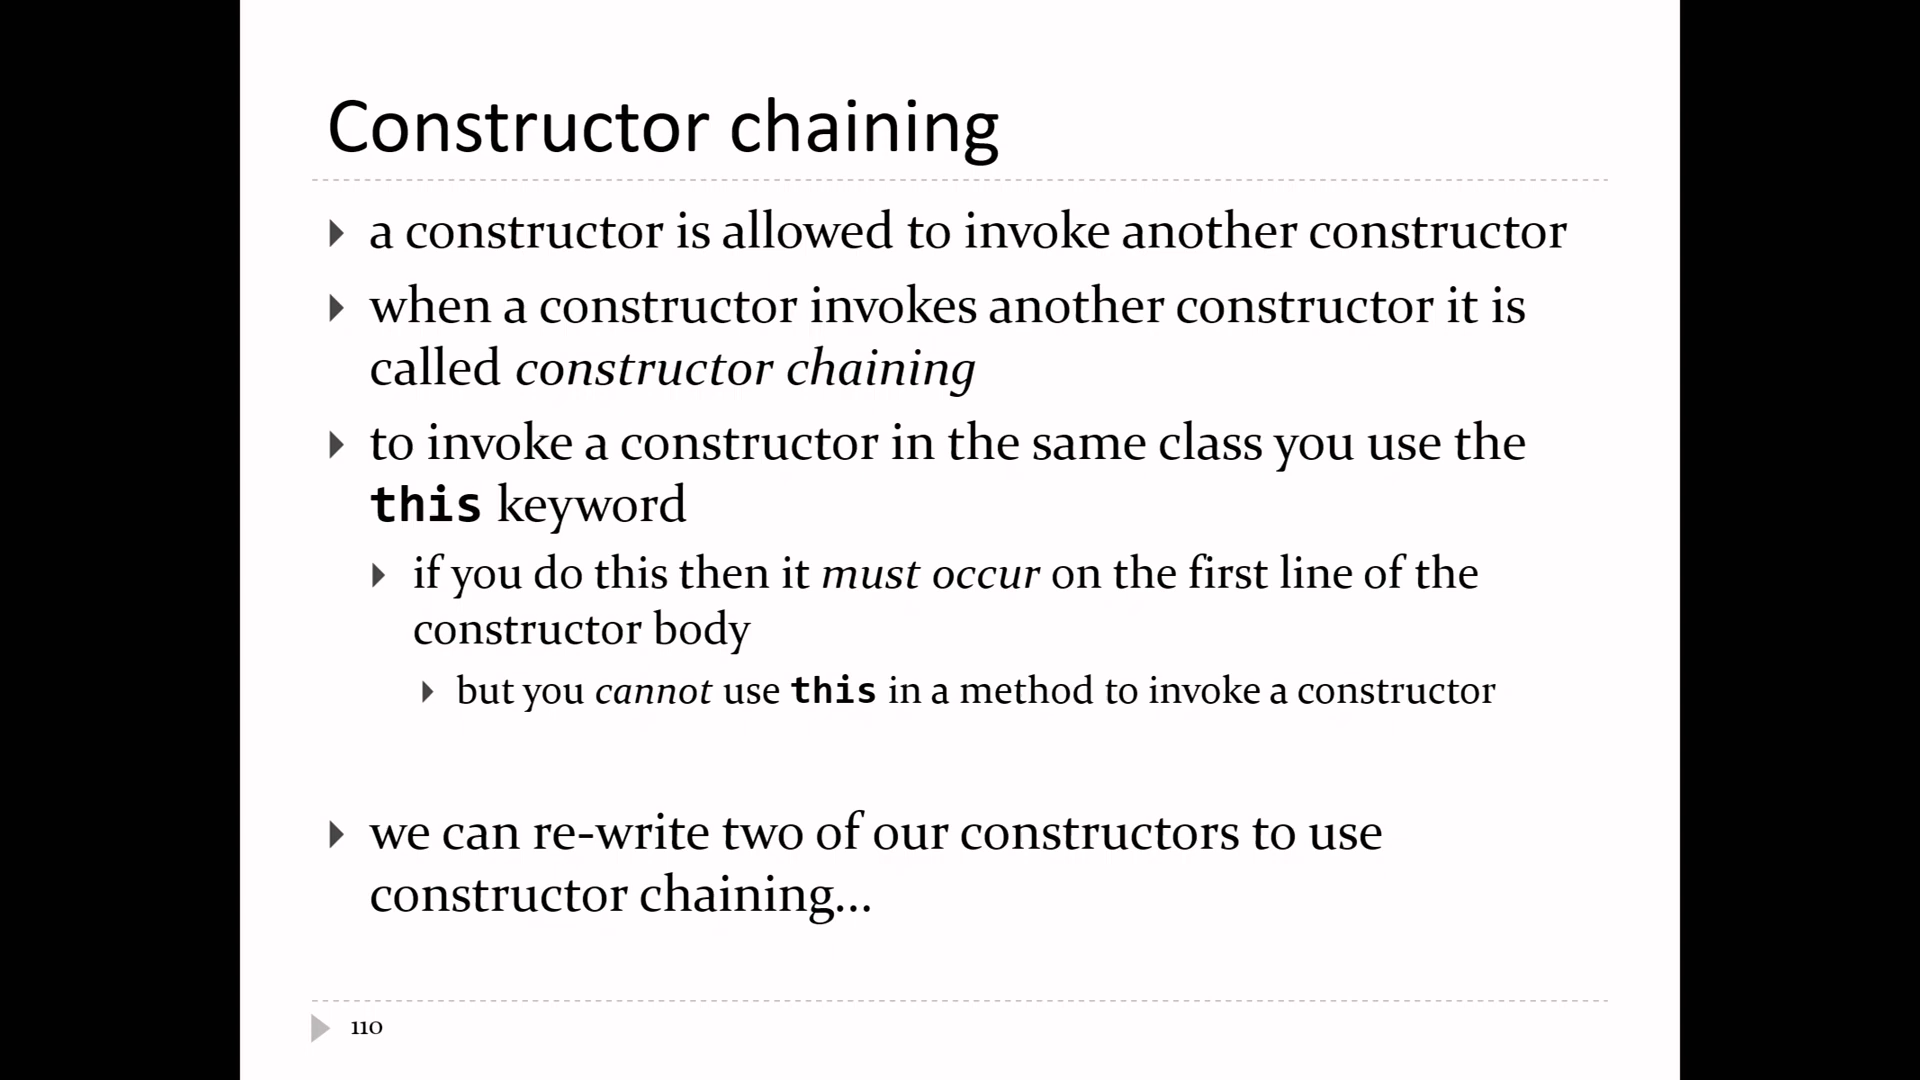 Constructor chaining
a constructor is allowed to invoke another constructor
when a constructor invokes another constructor it is
called constructor chaining
to invoke a constructor in the same class you use the
this keyword
if you do this then it must occur on the first line of the
constructor body
but you cannot use this in a method to invoke a constructor
we can re-write two of our constructors to use
constructor chaining...
110